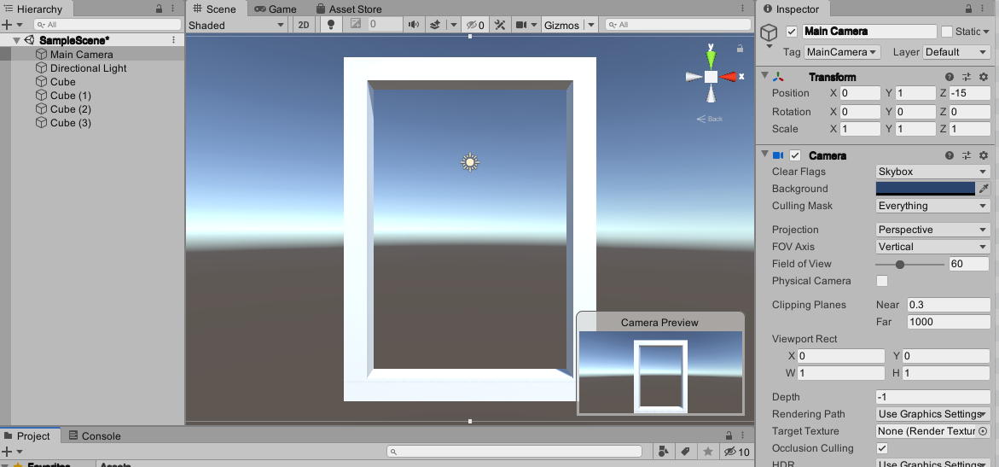 Hierarchy
All
SampleScene*
Main Camera
Directional Light
Cube
Cube (1)
Cube (2)
Cube (3)
Scene Game Asset Store
Shaded 2D 0 0 Gizmos All
y
x
Back
Camera Preview
Inspector
Main Camera Static
Tag MainCamera Layer Default
Transform
Position X 0 Y 1 Z -15
Rotation X 0 Y 0 Z 0
Scale X 1 Y 1 Z 1
Camera
Clear Flags Skybox
Background
Culling Mask Everything
Projection Perspective
FOV Axis Vertical
Field of View 60
Physical Camera
Clipping Planes Near 0.3
Far 1000
Viewport Rect
X 0 Y 0
W 1 H 1
Depth -1
Rendering Path Use Graphics Settings
Target Texture None (Render Textur
Occlusion Culling
HDR Use Graphics Settings
Project Console
10
Favorites Assets